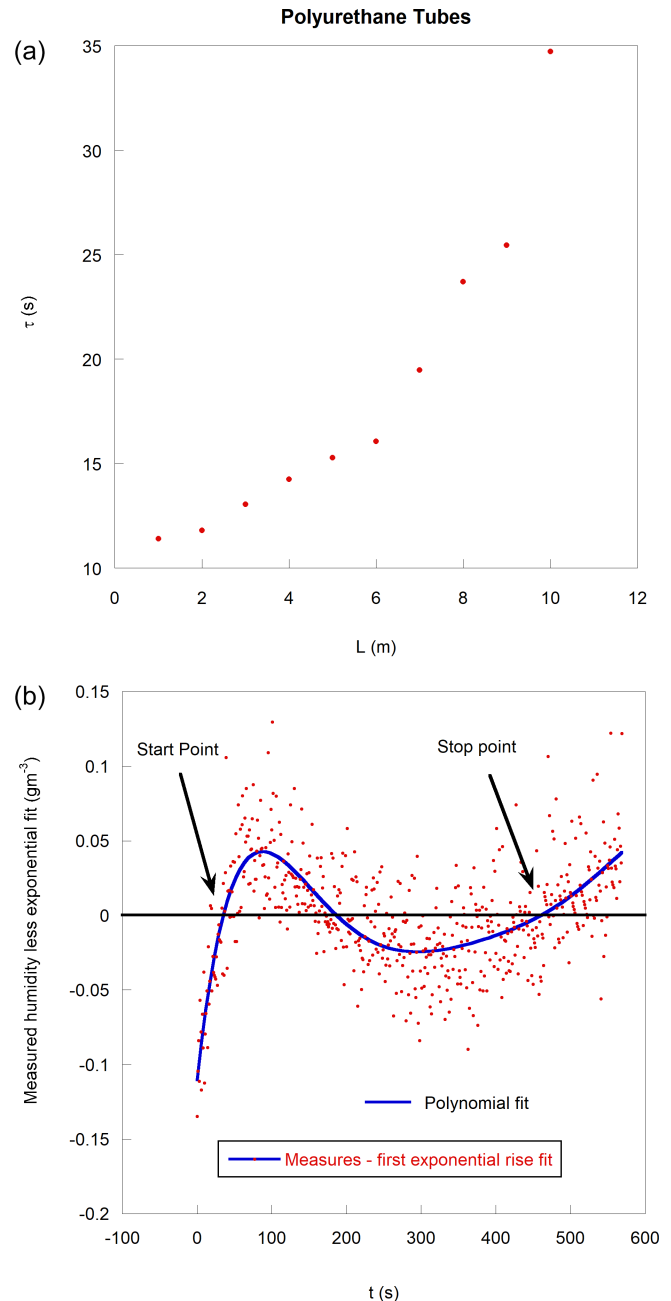 Polyurethane Tubes
(a)
35
30
25
20
15
10
τ (s)
0
2
4
6
8
10
12
L (m)
(b)
0.15
0.1
0.05
0
-0.05
-0.1
-0.15
-0.2
Measured humidity less exponential fit (gm-3)
Start Point
Stop point
Polynomial fit
Measures - first exponential rise fit
-100
0
100
200
300
400
500
600
t (s)